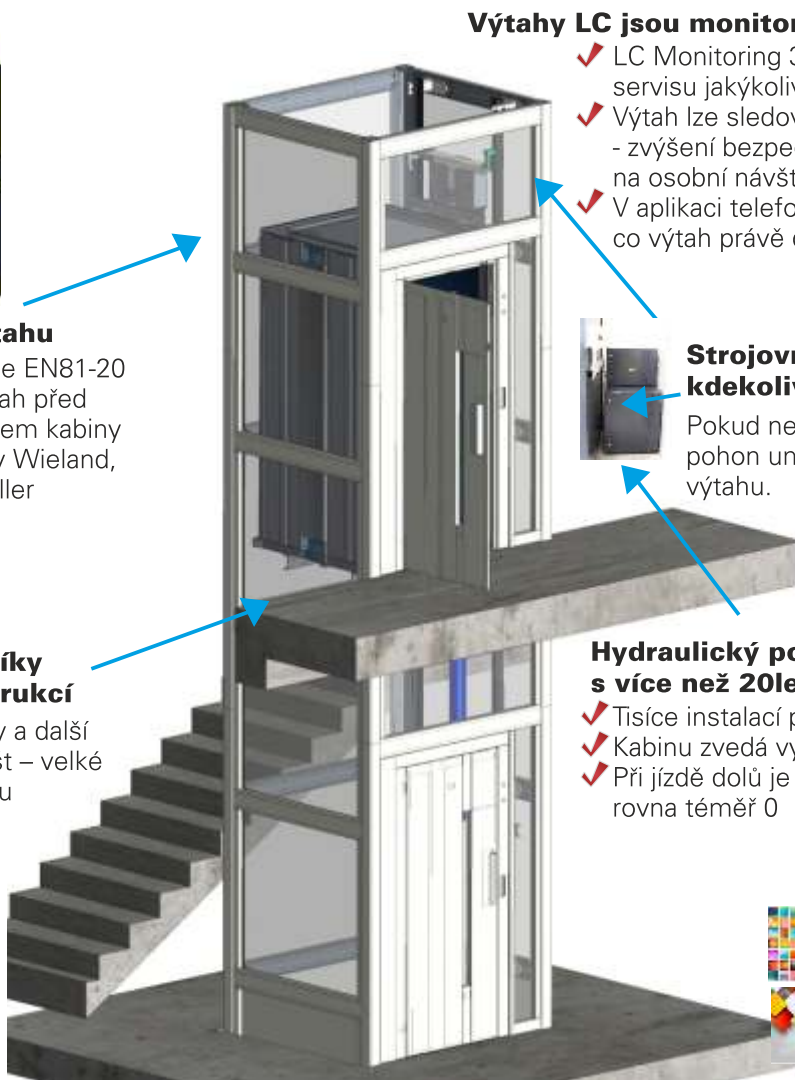 Výtahy LC jsou monitor
LC Monitoring 3
servisu jakýkoliv
Výtah lze sledov
- zvýšení bezpe
na osobní návšt
V aplikaci telefo
co výtah právě
tahu
e EN81-20
ah před
em kabiny
y Wieland,
ller
Strojovn
kdekoliv
Pokud ne
pohon un
výtahu.
íky
rukcí
y a další
st – velké
u
Hydraulický po
s více než 20le
Tisíce instalací p
Kabinu zvedá vý
Při jízdě dolů je
rovna téměř 0